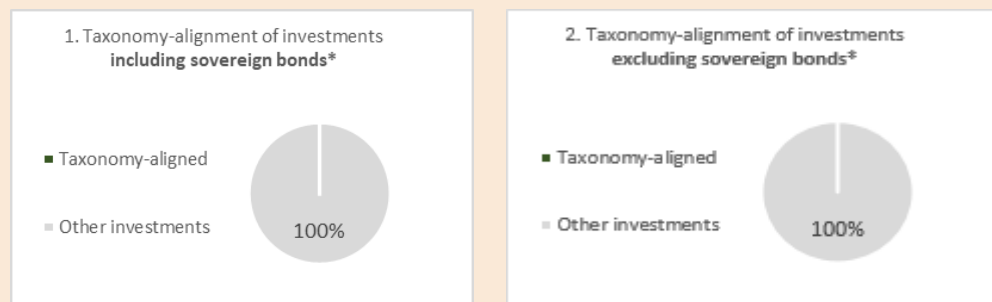 1. Taxonomy-alignment of investments
including sovereign bonds*
Taxonomy-aligned
Other investments
100%
2. Taxonomy-alignment of investments
excluding sovereign bonds*
Taxonomy-aligned
Other investments
100%